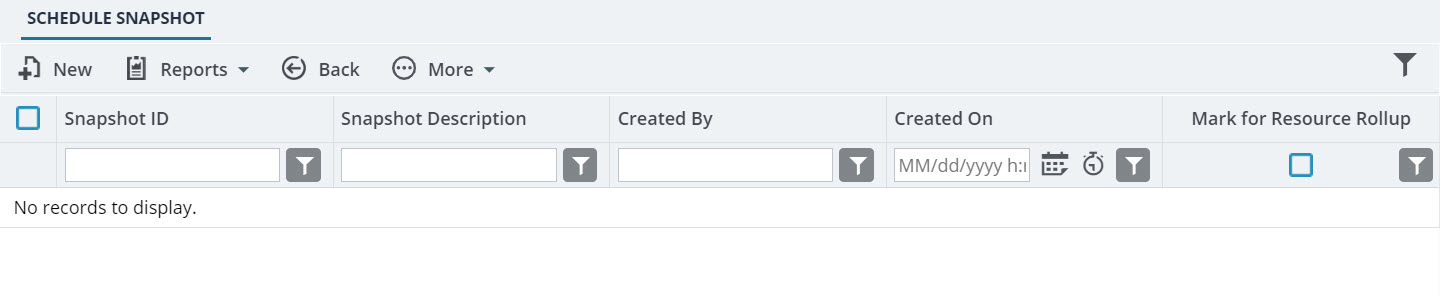 SCHEDULE SNAPSHOT
New Reports Back More
Snapshot ID Snapshot Description Created By Created On Mark for Resource Rollup
MM/dd/yyyy h:
No records to display.